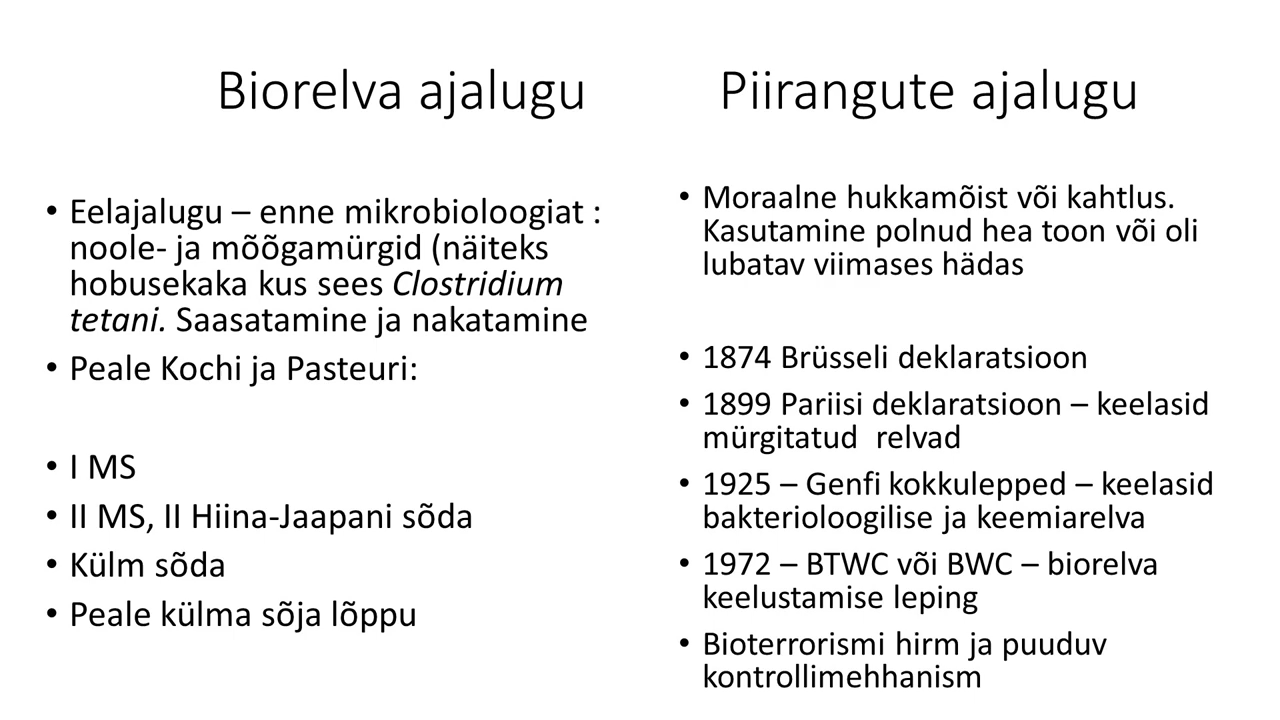 Biorelva ajalugu
• Eelajalugu – enne mikrobioloogiat :
noole- ja mõõgamürgid (näiteks
hobusekaka kus sees Clostridium
tetani. Saasatamine ja nakatamine
• Peale Kochi ja Pasteuri:
• I MS
• II MS, II Hiina-Jaapani sõda
• Külm sõda
• Peale külma sõja lõppu
Piirangute ajalugu
• Moraalne hukkamõist või kahtlus.
Kasutamine polnud hea toon või oli
lubatav viimases hädas
• 1874 Brüsseli deklaratsioon
• 1899 Pariisi deklaratsioon – keelasid
mürgitatud  relvad
• 1925 – Genfi kokkulepped – keelasid
bakterioloogilise ja keemiarelva
• 1972 – BTWC või BWC – biorelva
keelustamise leping
• Bioterrorismi hirm ja puuduv
kontrollimehhanism